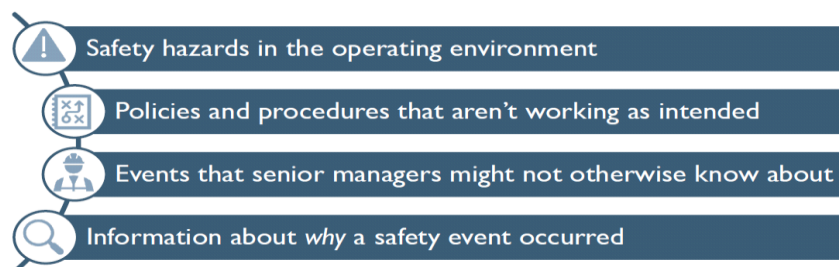 Safety hazards in the operating environment
Policies and procedures that aren't working as intended
Events that senior managers might not otherwise know about
Information about why a safety event occurred